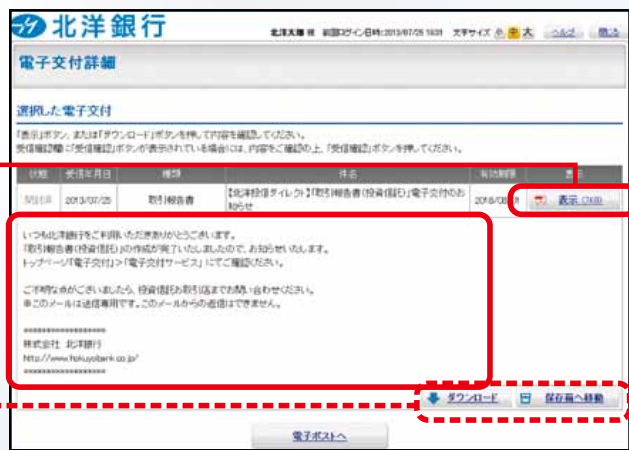 北洋銀行
北洋太郎 様 前回ログイン日時:2013/07/25 1631 文字サイズ 小 中 大 ヘルプ 閉じる
電子交付詳細
選択した電子交付
「表示」ボタン、または「ダウンロード」ボタンを押して内容を確認してください。
受信確認欄に「受信確認」ボタンが表示されている場合には、内容をご確認の上、「受信確認」ボタンを押してください。
状態 受信年月日 種類 件名 有効期限 表示
開封済 2013/07/25 取引報告書 【北洋投信ダイレクト】「取引報告書(投資信託)」電子交付のお知らせ 表示
いつも北洋銀行をご利用いただきありがとうございます。
「取引報告書(投資信託)」の作成が完了いたしましたので、お知らせいたします。
トップページ「電子交付」>「電子交付サービス」にてご確認ください。
ご不明な点がございましたら、投資信託お取引店までお問い合わせください。
※このメールは送信専用です。このメールからの返信はできません。
******************
株式会社 北洋銀行
http://www.hokuyobank.co.jp/
******************
ダウンロード 保存箱へ移動
電子ポストへ